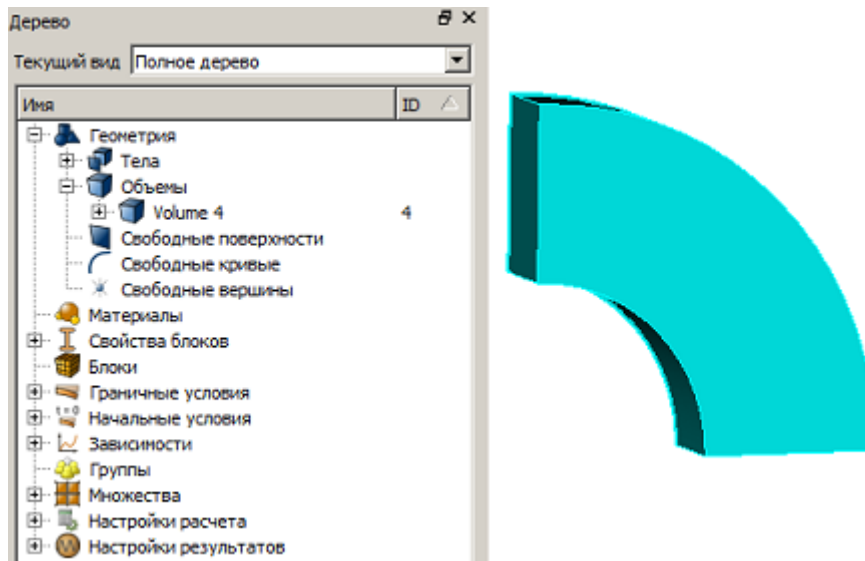 Дерево
Текущий вид Полное дерево
Имя ID
Геометрия
Тела
Объемы
Volume 4 4
Свободные поверхности
Свободные кривые
Свободные вершины
Материалы
Свойства блоков
Блоки
Граничные условия
t=0 Начальные условия
Зависимости
Группы
Множества
Настройки расчета
Настройки результатов